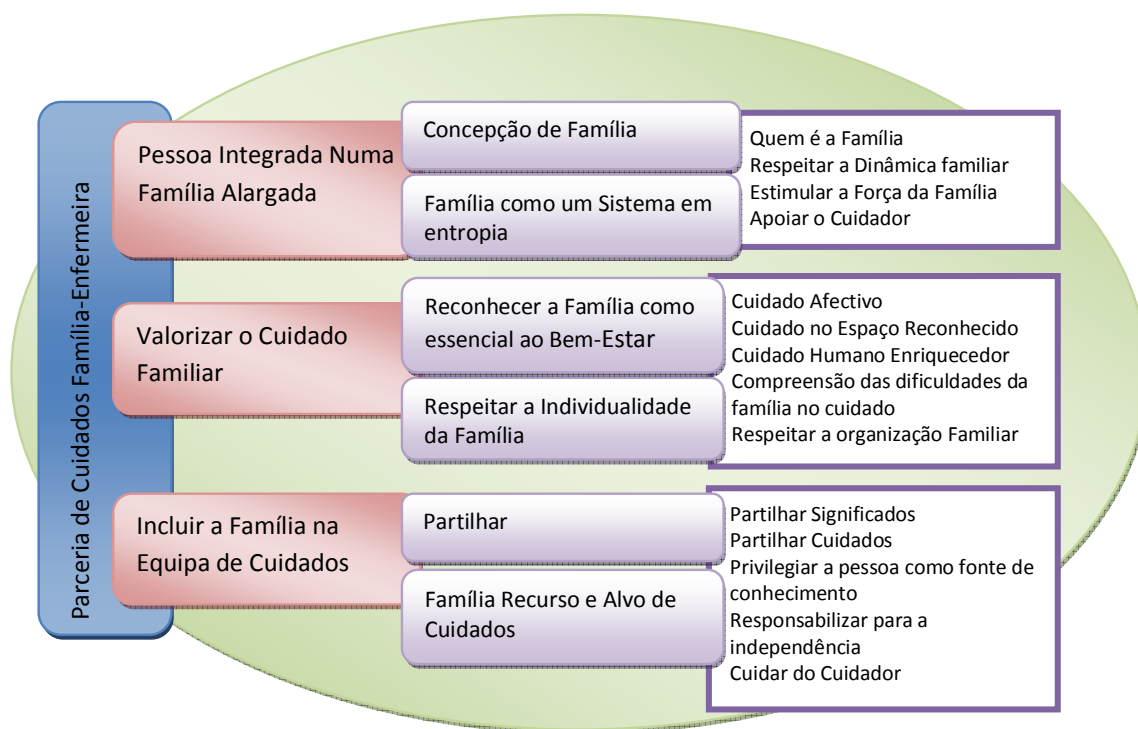 Parceria de Cuidados Família-Enfermeira
Pessoa Integrada Numa
Família Alargada
Concepção de Família
Família como um Sistema em
entropia
Quem é a Família
Respeitar a Dinâmica familiar
Estimular a Força da Família
Apoiar o Cuidador
Valorizar o Cuidado
Familiar
Reconhecer a Família como
essencial ao Bem-Estar
Respeitar a Individualidade
da Família
Cuidado Afectivo
Cuidado no Espaço Reconhecido
Cuidado Humano Enriquecedor
Compreensão das dificuldades da
família no cuidado
Respeitar a organização Familiar
Incluir a Família na
Equipa de Cuidados
Partilhar
Família Recurso e Alvo de
Cuidados
Partilhar Significados
Partilhar Cuidados
Privilegiar a pessoa como fonte de
conhecimento
Responsabilizar para a
independência
Cuidar do Cuidador